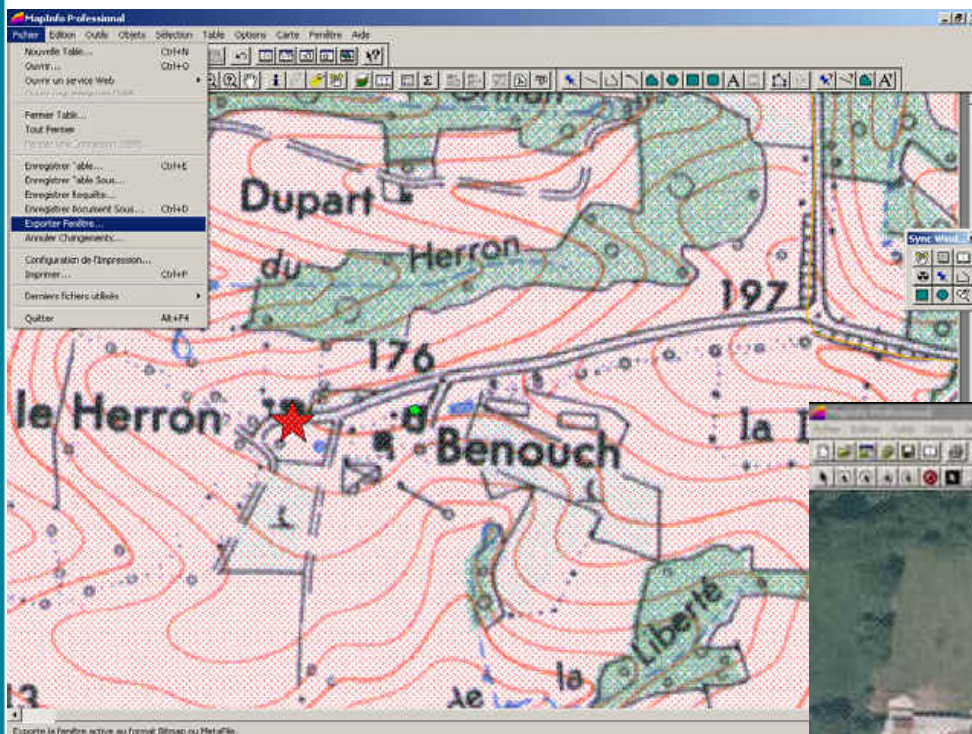 MapInfo Professional
Fichier Edition Outils Objets Sélection Table Options Carte Fenêtre Aide
Nouvelle Table... Ctrl+N
Ouvrir... Ctrl+O
Ouvrir un service Web
Fermer Table...
Tout Fermer
Enregistrer Table... Ctrl+E
Enregistrer Table Sous...
Enregistrer Requête...
Enregistrer Document Sous... Ctrl+D
Exporter Fenêtre...
Annuler Changements...
Configuration de l'Impression...
Imprimer... Ctrl+P
Derniers fichiers utilisés
Quitter Alt+F4
Sync Wind...
Dupart
du Herron
197
176
le Herron
la
Benouch
Liberté
la
de
Exporte la fenêtre active au format Bitmap ou MetaFile.